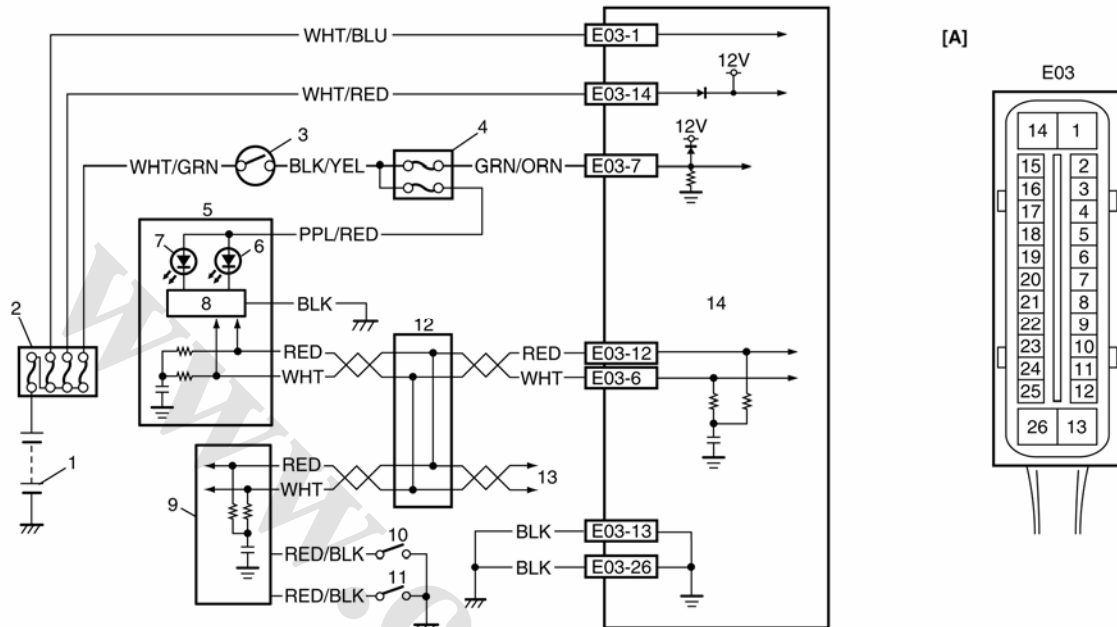 WHT/BLU E03-1
[A]
12V
E03
WHT/RED E03-14
3 4 12V
14 1
WHT/GRN BLK/YEL GRN/ORN E03-7
15 2
16 3
5
17 4
7 6 PPL/RED
18 5
19 6
20 7
8 BLK
21 8
2 12 14
22 9
RED RED E03-12
23 10
WHT WHT E03-6
24 11
25 12
26 13
1
RED
13
WHT
9
BLK E03-13
10
RED/BLK
BLK E03-26
11
RED/BLK
www.